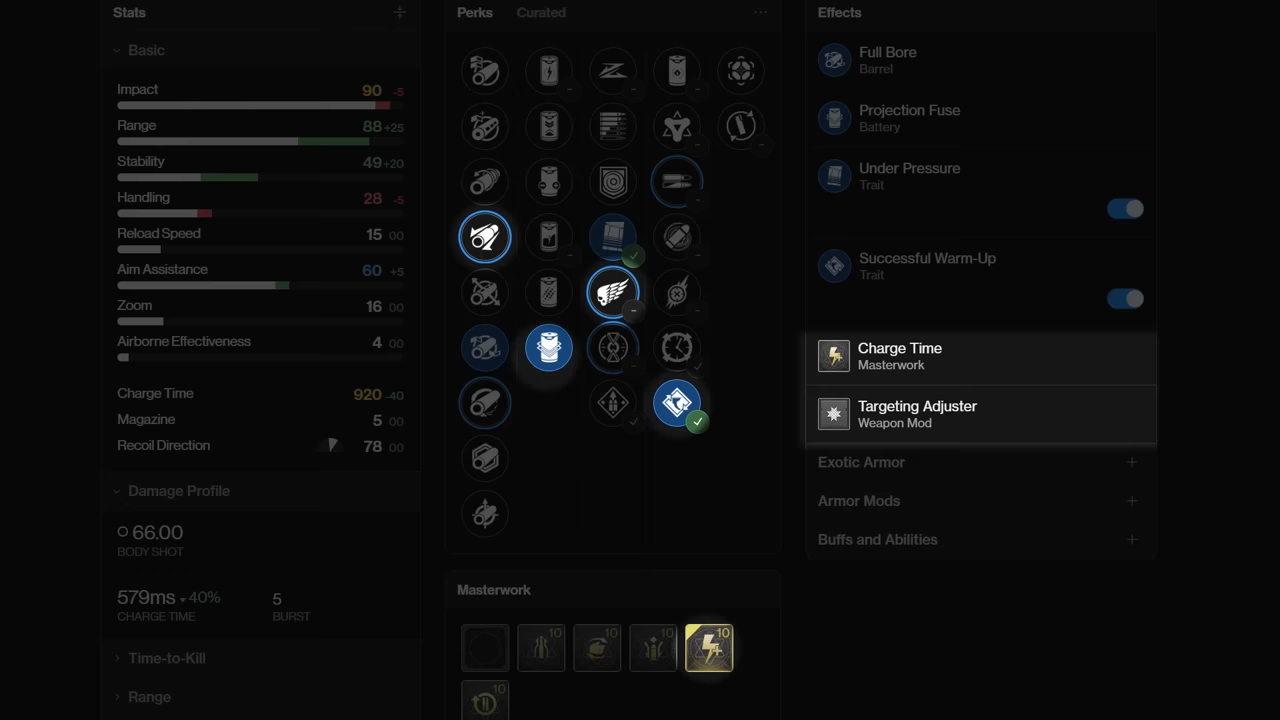 Stats
Basic
Impact 90 -5
Range 88 +25
Stability 49 +20
Handling 28 -5
Reload Speed 15 00
Aim Assistance 60 +5
Zoom 16 00
Airborne Effectiveness 4 00
Charge Time 920 -40
Magazine 5 00
Recoil Direction 78 00
Damage Profile
66.00
BODY SHOT
579ms 40% 5
CHARGE TIME BURST
Time-to-Kill
Range
Perks Curated
Masterwork
10 10 10 10
10
Effects
Full Bore
Barrel
Projection Fuse
Battery
Under Pressure
Trait
Successful Warm-Up
Trait
Charge Time
Masterwork
Targeting Adjuster
Weapon Mod
Exotic Armor +
Armor Mods +
Buffs and Abilities +